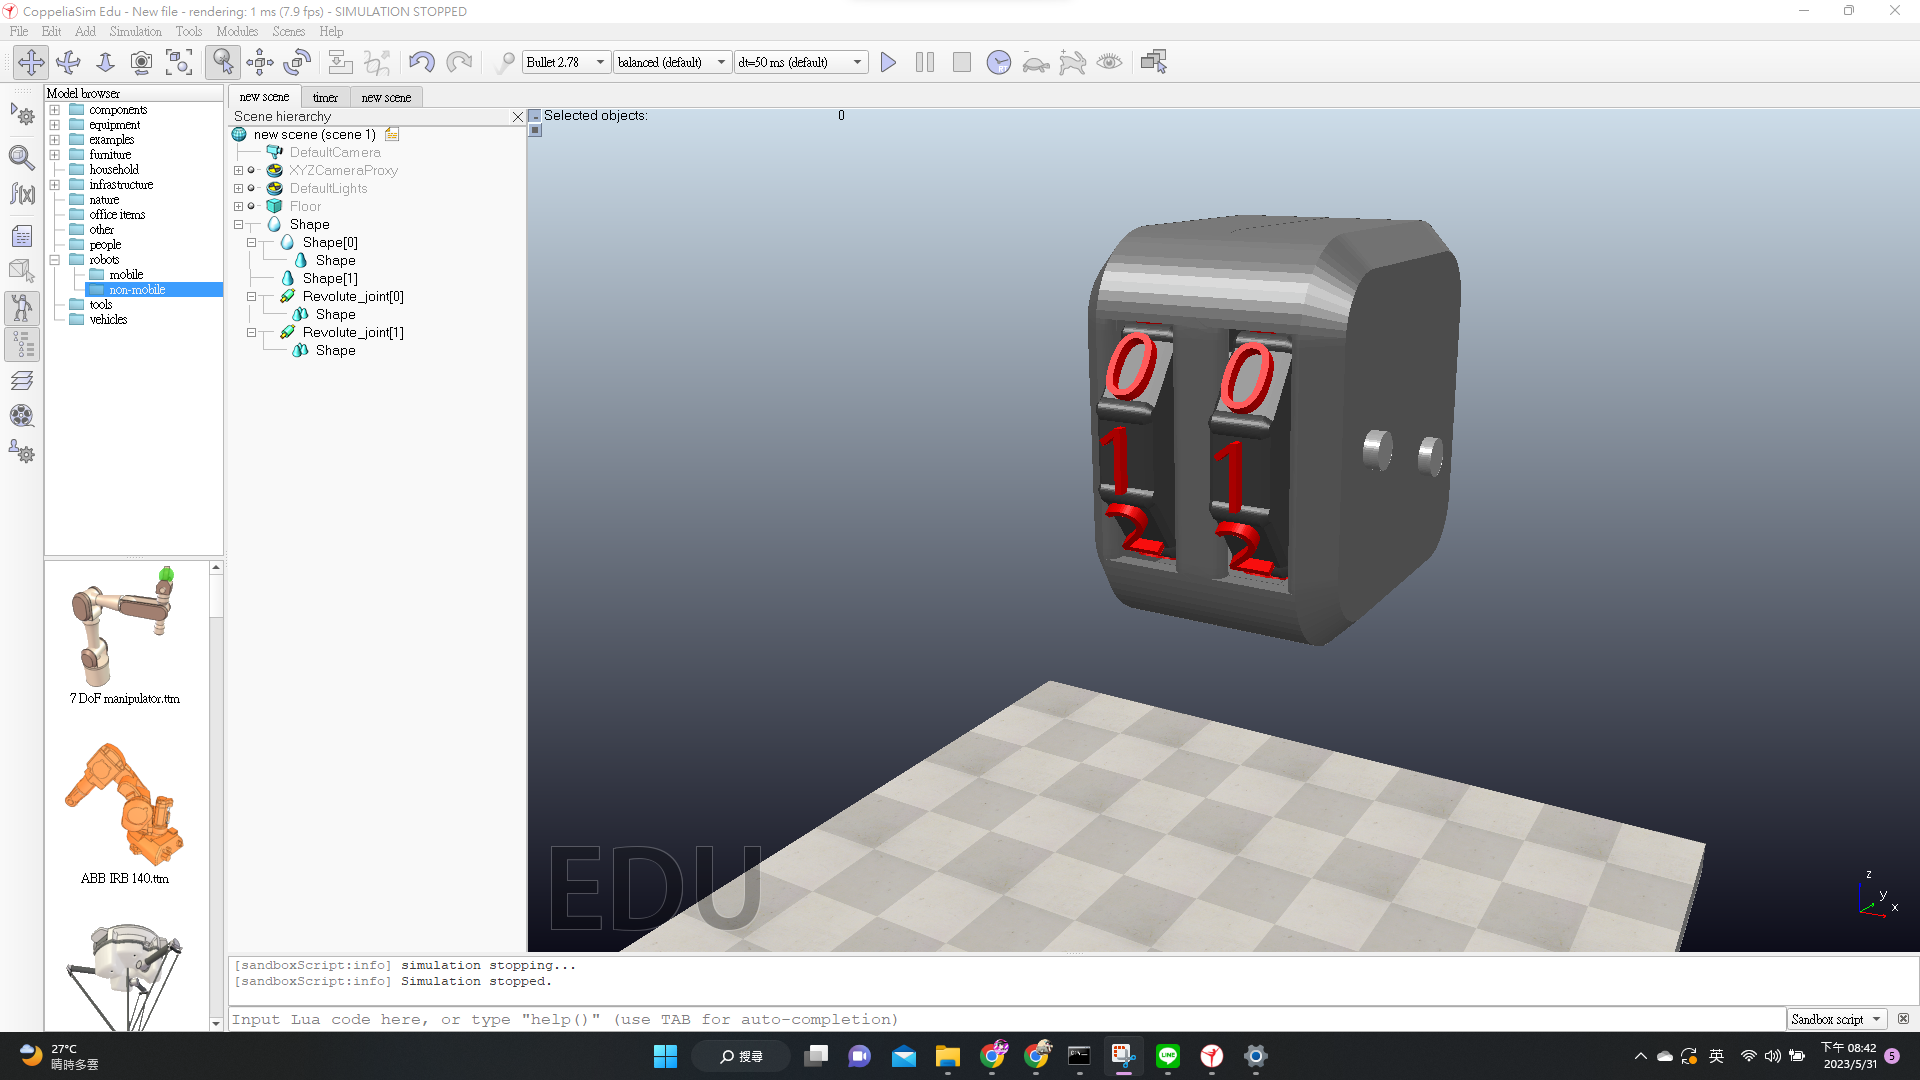 CoppeliaSim Edu - New file - rendering: 1 ms (7.9 fps) - SIMULATION STOPPED
File Edit Add Simulation Tools Modules Scenes Help
Bullet 2.78 balanced (default) dt=50 ms (default)
Model browser
components
equipment
examples
furniture
household
infrastructure
nature
office items
other
people
robots
mobile
non-mobile
tools
vehicles
7 DoF manipulator.ttm
ABB IRB 140.ttm
new scene timer new scene
Scene hierarchy
new scene (scene 1)
DefaultCamera
XYZCameraProxy
DefaultLights
Floor
Shape
Shape[0]
Shape
Shape[1]
Revolute_joint[0]
Shape
Revolute_joint[1]
Shape
Selected objects: 0
0 0
1 1
2 2
EDU
z
y
x
[sandboxScript:info] simulation stopping...
[sandboxScript:info] Simulation stopped.
Input Lua code here, or type "help()" (use TAB for auto-completion)
Sandbox script
27°C
晴時多雲
搜尋
LINE
英
下午 08:42
2023/5/31
5